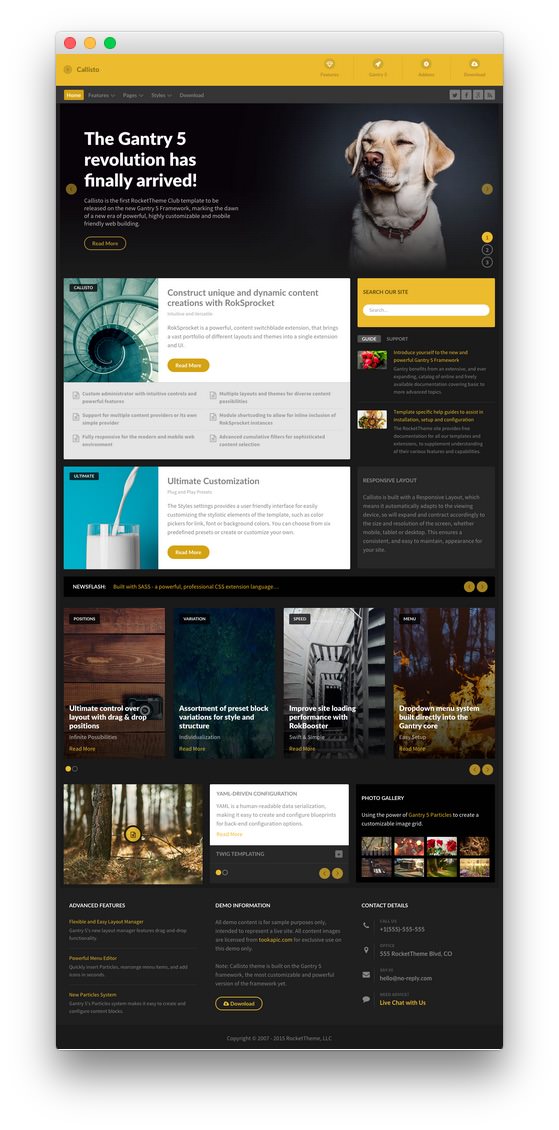 Callisto
Features
Gantry 5
Addons
Download
Home
Features
Pages
Styles
Download
The Gantry 5
revolution has
finally arrived!
Callisto is the first RocketTheme Club template to be
released on the new Gantry 5 Framework, marking the dawn
of a new era of powerful, highly customizable and mobile
friendly web building.
Read More
1
2
3
CALLISTO
Construct unique and dynamic content
creations with RokSprocket
Intuitive and Versatile
RokSprocket is a powerful, content switchblade extension, that brings
a vast portfolio of different layouts and themes into a single extension
and UI.
Read More
Custom administrator with intuitive controls and
powerful features
Multiple layouts and themes for diverse content
possibilities
Support for multiple content providers or its own
simple provider
Module shortcoding to allow for inline inclusion of
RokSprocket instances
Fully responsive for the modern and mobile web
environment
Advanced cumulative filters for sophisticated
content selection
SEARCH OUR SITE
Search...
GUIDE
SUPPORT
Introduce yourself to the new and
powerful Gantry 5 Framework
Gantry benefits from an extensive, and ever
expanding, catalog of online and freely
available documentation covering basic to
more advanced topics.
Template specific help guides to assist in
installation, setup and configuration
The RocketTheme site provides free
documentation for all our templates and
extensions, to supplement understanding
of their various features and capabilities.
ULTIMATE
Ultimate Customization
Plug and Play Presets
The Styles settings provides a user friendly interface for easily
customizing the stylistic elements of the template, such as color
pickers for link, font or background colors. You can choose from six
predefined presets or create or customize your own.
Read More
RESPONSIVE LAYOUT
Callisto is built with a Responsive Layout, which
means it automatically adapts to the viewing
device, so will expand and contract accordingly to
the size and resolution of the screen, whether
mobile, tablet or desktop. This ensures a
consistent, and easy to maintain, appearance for
your site.
NEWSFLASH:
Built with SASS - a powerful, professional CSS extension language...
POSITIONS
Ultimate control over
layout with drag & drop
positions
Infinite Possibilities
Read More
VARIATION
Assortment of preset block
variations for style and
structure
Individualization
Read More
SPEED
Improve site loading
performance with
RokBooster
Swift & Simple
Read More
MENU
Dropdown menu system
built directly into the
Gantry core
Easy Setup
Read More
YAML-DRIVEN CONFIGURATION
YAML is a human-readable data serialization,
making it easy to create and configure blueprints
for back-end configuration options.
Read More
TWIG TEMPLATING
PHOTO GALLERY
Using the power of Gantry 5 Particles to create a
customizable image grid.
ADVANCED FEATURES
Flexible and Easy Layout Manager
Gantry 5's new layout manager features drag-and-drop
functionality.
Powerful Menu Editor
Quickly insert Particles, rearrange menu items, and add
icons in seconds.
New Particles System
Gantry 5's Particles system makes it easy to create and
configure content blocks.
DEMO INFORMATION
All demo content is for sample purposes only,
intended to represent a live site. All content images
are licensed from tookapic.com for exclusive use on
this demo only.
Note: Callisto theme is built on the Gantry 5
framework, the most customizable and powerful
version of the framework yet.
Download
CONTACT DETAILS
CALL US
+1(555)-555-555
OFFICE
555 RocketTheme Blvd, CO
hello@no-reply.com
NEED ADVICE?
Live Chat with Us
Copyright © 2007 - 2015 RocketTheme, LLC